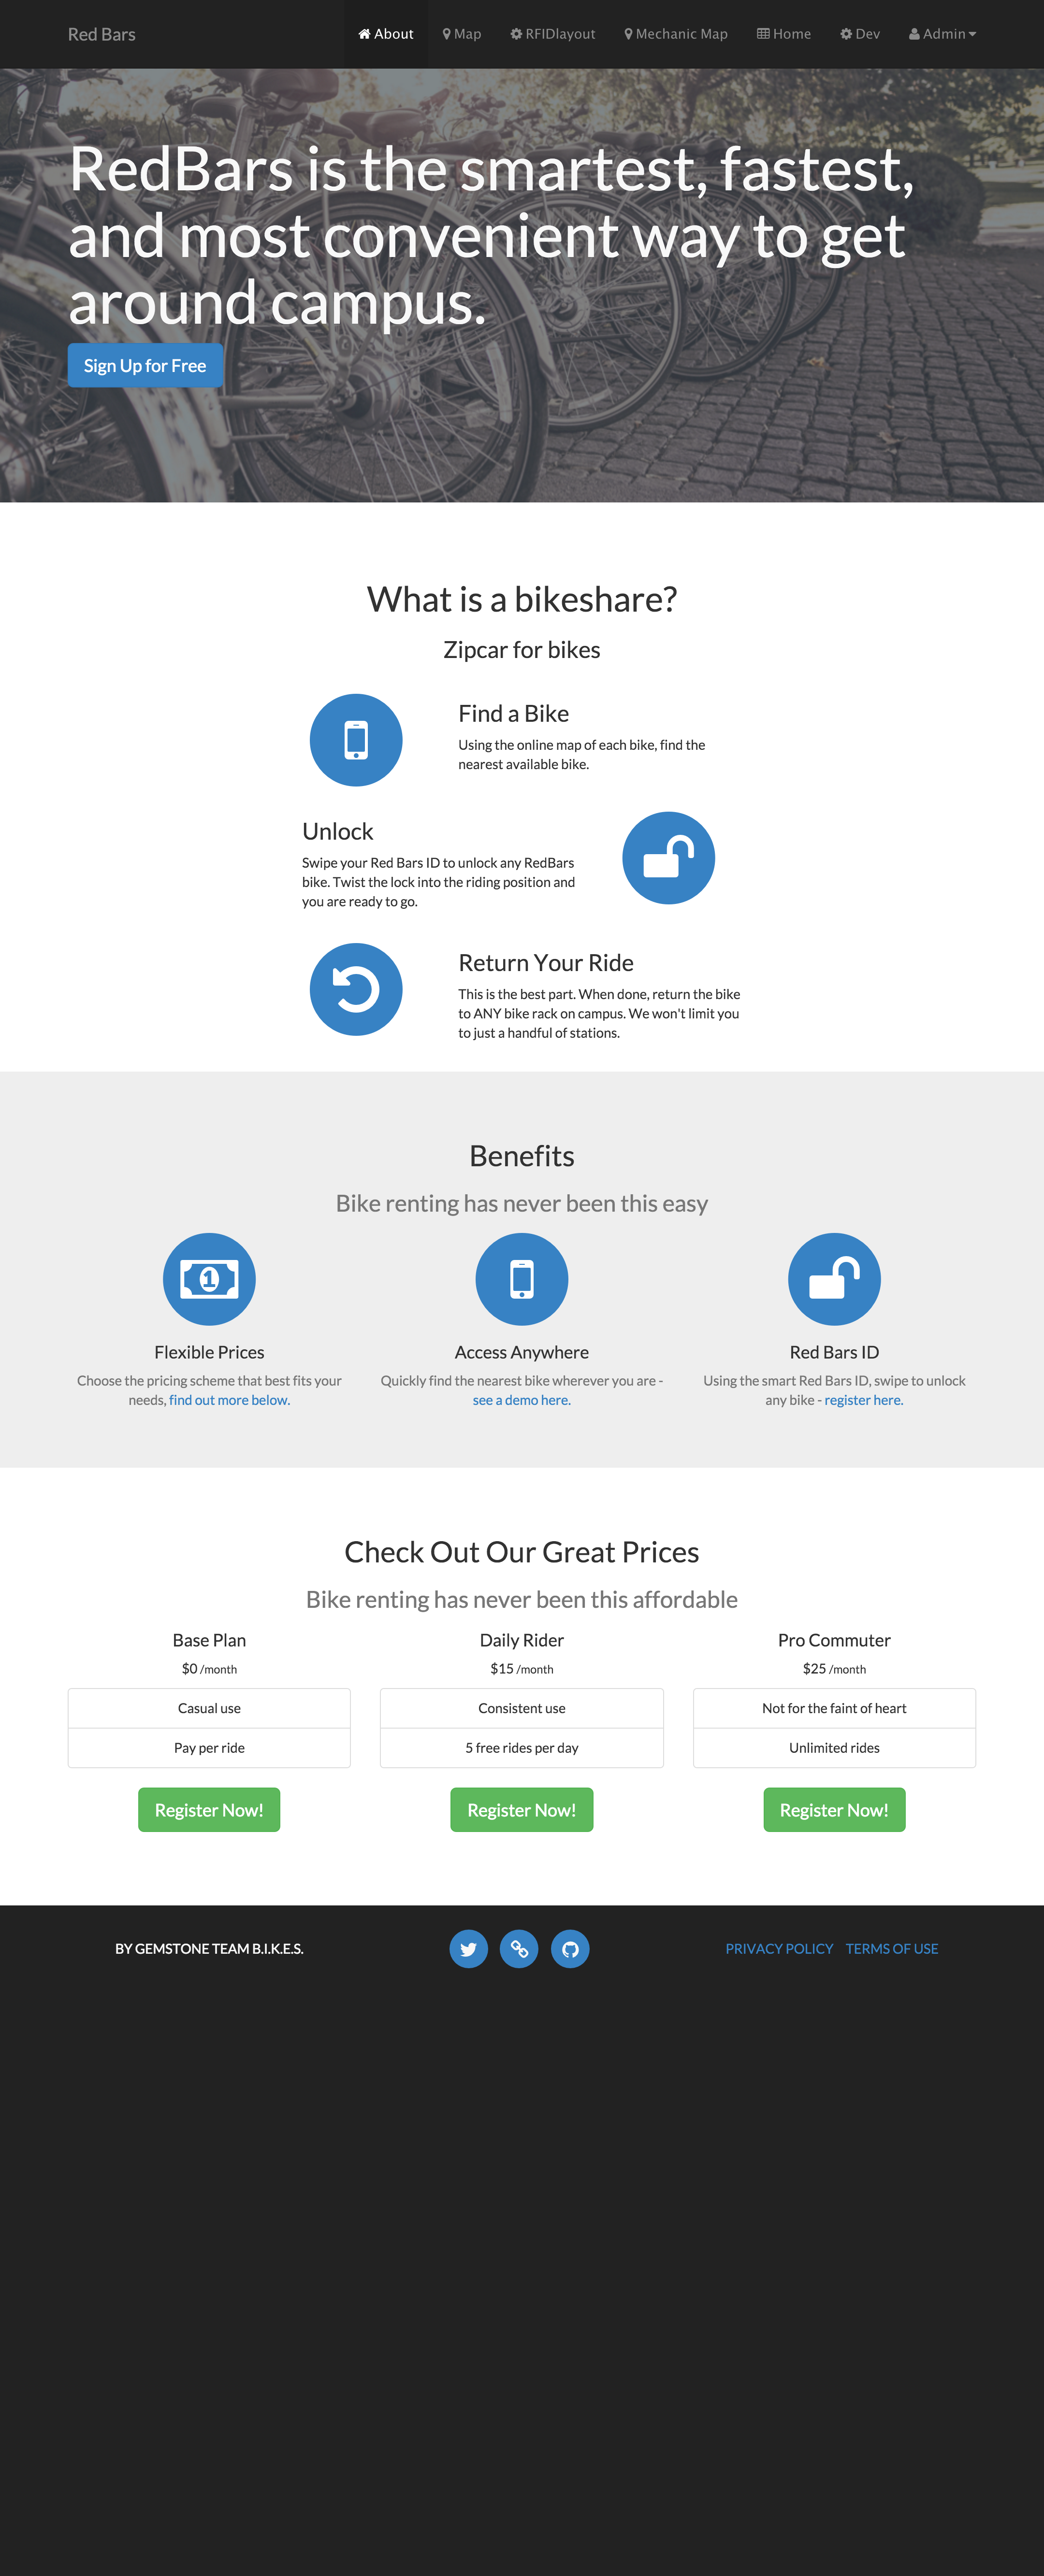 Red Bars
About
Map
RFIDlayout
Mechanic Map
Home
Dev
Admin
RedBars is the smartest, fastest,
and most convenient way to get
around campus.
Sign Up for Free
What is a bikeshare?
Zipcar for bikes
Find a Bike
Using the online map of each bike, find the
nearest available bike.
Unlock
Swipe your Red Bars ID to unlock any RedBars
bike. Twist the lock into the riding position and
you are ready to go.
Return Your Ride
This is the best part. When done, return the bike
to ANY bike rack on campus. We won't limit you
to just a handful of stations.
Benefits
Bike renting has never been this easy
1
Flexible Prices
Choose the pricing scheme that best fits your
needs, find out more below.
Access Anywhere
Quickly find the nearest bike wherever you are -
see a demo here.
Red Bars ID
Using the smart Red Bars ID, swipe to unlock
any bike - register here.
Check Out Our Great Prices
Bike renting has never been this affordable
Base Plan
$0 /month
Casual use
Pay per ride
Register Now!
Daily Rider
$15 /month
Consistent use
5 free rides per day
Register Now!
Pro Commuter
$25 /month
Not for the faint of heart
Unlimited rides
Register Now!
BY GEMSTONE TEAM B.I.K.E.S.
PRIVACY POLICY TERMS OF USE